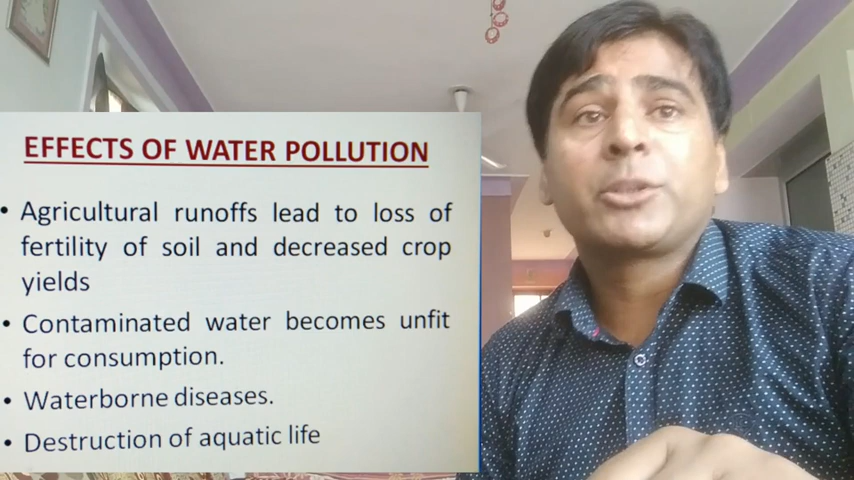 EFFECTS OF WATER POLLUTION
• Agricultural runoffs lead to loss of
fertility of soil and decreased crop
yields
• Contaminated water becomes unfit
for consumption.
• Waterborne diseases.
• Destruction of aquatic life